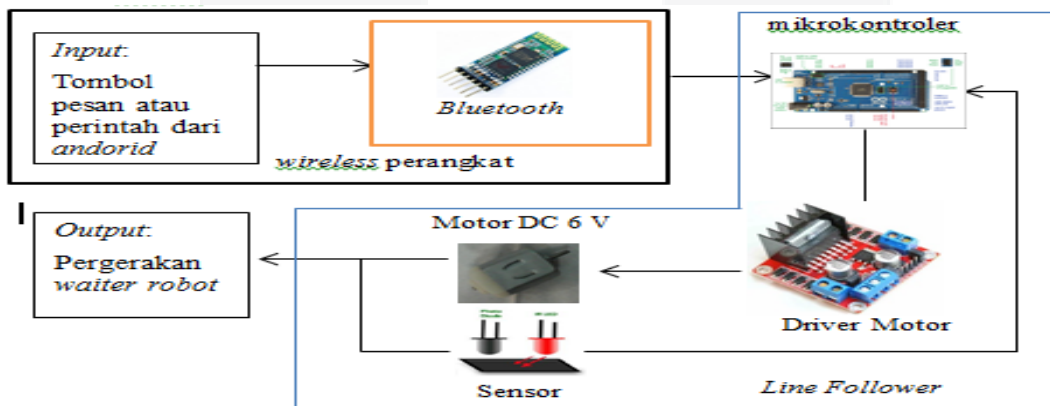 Input:
Tombol
pesan atau
perintah dari
andorid
Bluetooth
wireless perangkat
mikrokontroler
Output:
Pergerakan
waiter robot
Motor DC 6 V
Driver Motor
Sensor
Line Follower